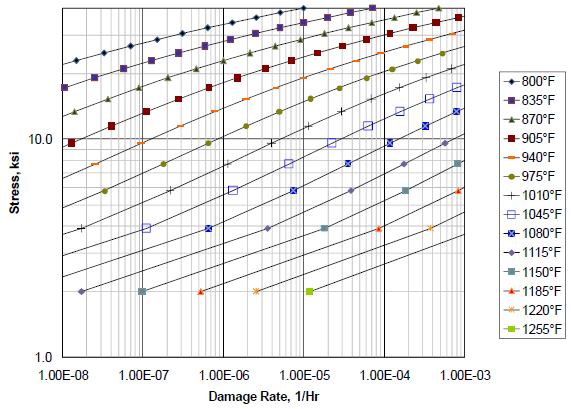 10.0
1.0
Stress, ksi
1.00E-08 1.00E-07 1.00E-06 1.00E-05 1.00E-04 1.00E-03
Damage Rate, 1/Hr
800°F
835°F
870°F
905°F
940°F
975°F
1010°F
1045°F
1080°F
1115°F
1150°F
1185°F
1220°F
1255°F